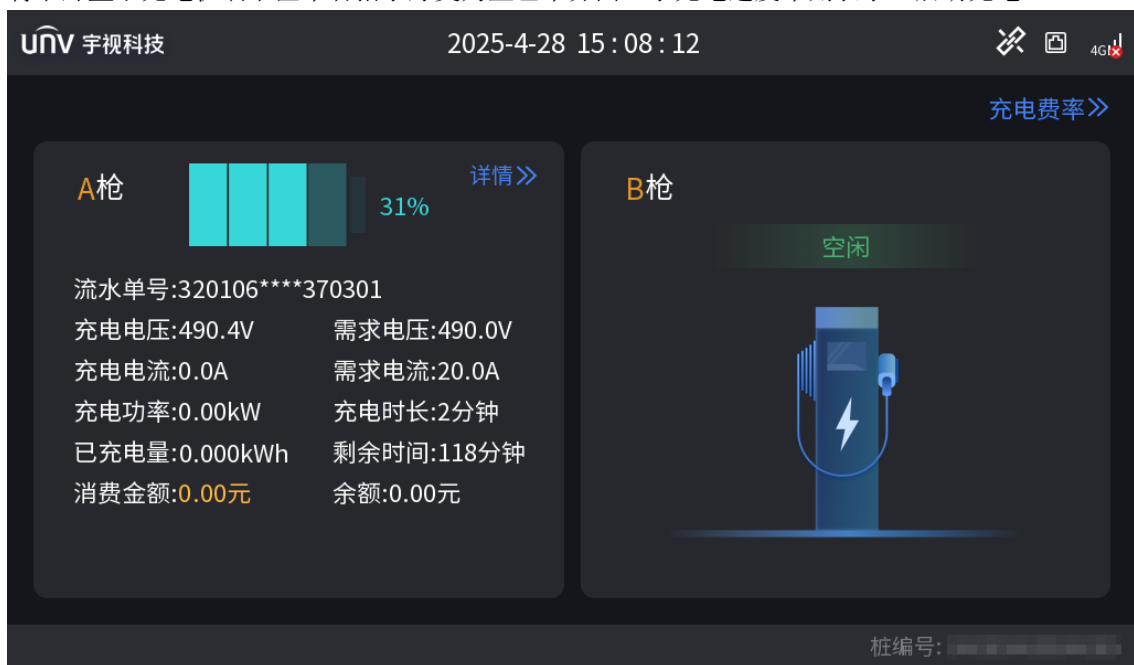 UNV 宇视科技
2025-4-28 15:08:12
4G
充电费率
A枪
31%
详情
流水单号:320106****370301
充电电压:490.4V 需求电压:490.0V
充电电流:0.0A 需求电流:20.0A
充电功率:0.00kW 充电时长:2分钟
已充电量:0.000kWh 剩余时间:118分钟
消费金额:0.00元 余额:0.00元
B枪
空闲
桩编号: